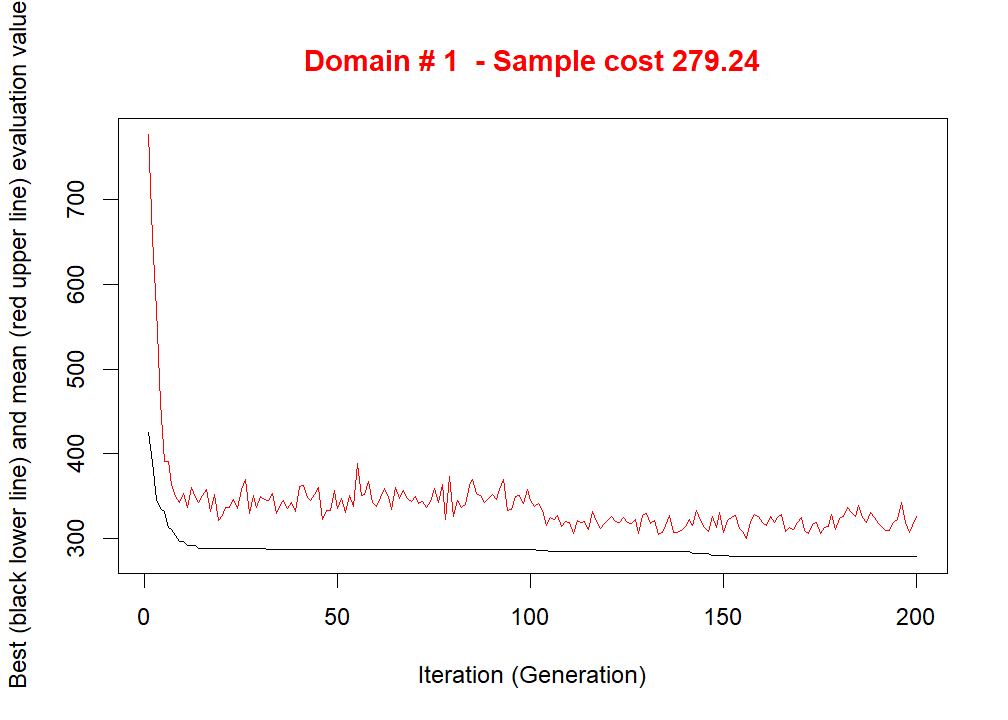 Domain # 1  - Sample cost 279.24
Best (black lower line) and mean (red upper line) evaluation value
700
600
500
400
300
0 50 100 150 200
Iteration (Generation)